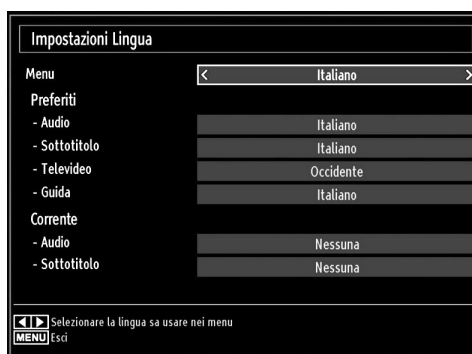 Impostazioni Lingua
Menu < Italiano >
Preferiti
- Audio Italiano
- Sottotitolo Italiano
- Televideo Occidente
- Guida Italiano
Corrente
- Audio Nessuna
- Sottotitolo Nessuna
Selezionare la lingua sa usare nei menu
MENU Esci